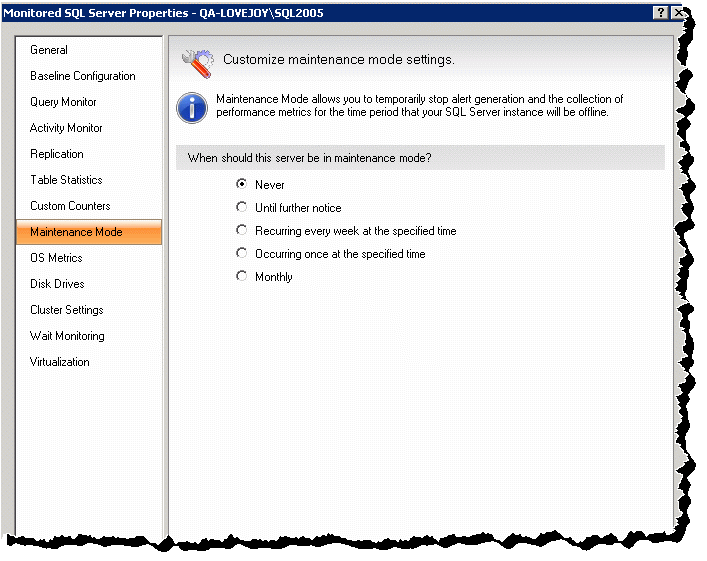 Monitored SQL Server Properties - QA-LOVEJOY\SQL2005
General
Baseline Configuration
Query Monitor
Activity Monitor
Replication
Table Statistics
Custom Counters
Maintenance Mode
OS Metrics
Disk Drives
Cluster Settings
Wait Monitoring
Virtualization
Customize maintenance mode settings.
Maintenance Mode allows you to temporarily stop alert generation and the collection of
performance metrics for the time period that your SQL Server instance will be offline.
When should this server be in maintenance mode?
Never
Until further notice
Recurring every week at the specified time
Occurring once at the specified time
Monthly